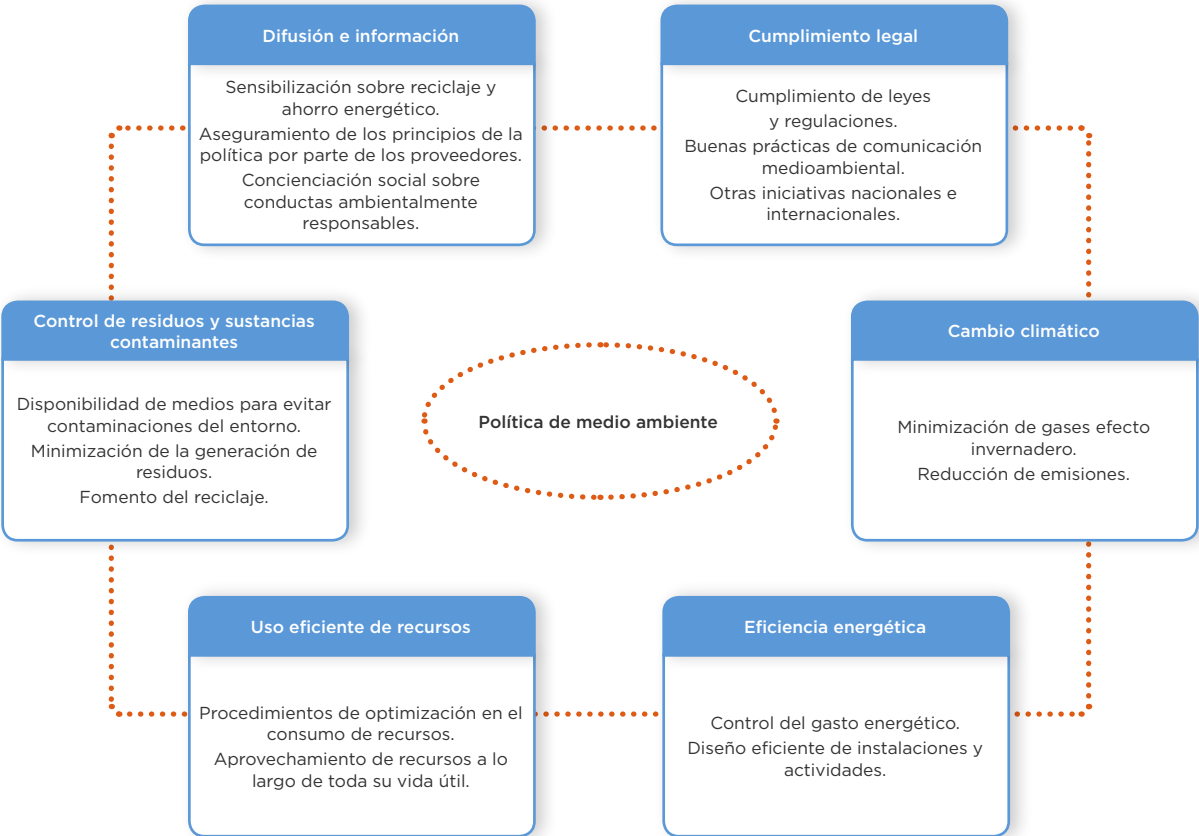 Difusión e información
Sensibilización sobre reciclaje y
ahorro energético.
Aseguramiento de los principios de la
política por parte de los proveedores.
Concienciación social sobre
conductas ambientalmente
responsables.
Cumplimiento legal
Cumplimiento de leyes
y regulaciones.
Buenas prácticas de comunicación
medioambiental.
Otras iniciativas nacionales e
internacionales.
Control de residuos y sustancias
contaminantes
Disponibilidad de medios para evitar
contaminaciones del entorno.
Minimización de la generación de
residuos.
Fomento del reciclaje.
Política de medio ambiente
Cambio climático
Minimización de gases efecto
invernadero.
Reducción de emisiones.
Uso eficiente de recursos
Procedimientos de optimización en el
consumo de recursos.
Aprovechamiento de recursos a lo
largo de toda su vida útil.
Eficiencia energética
Control del gasto energético.
Diseño eficiente de instalaciones y
actividades.